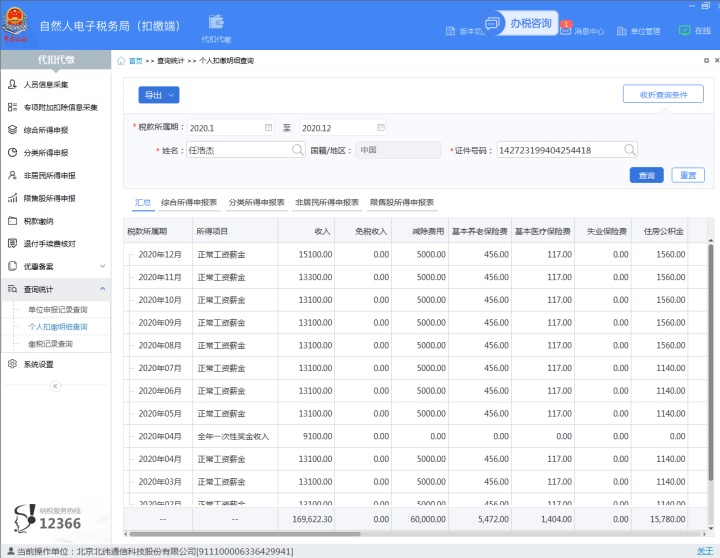 自然人电子税务局（扣缴端）
代扣代缴
办税咨询
1
消息中心
单位管理
在线
代扣代缴
首页 >> 查询统计 >> 个人扣缴明细查询
人员信息采集
专项附加扣除信息采集
综合所得申报
分类所得申报
非居民所得申报
限售股所得申报
税款缴纳
退付手续费核对
优惠备案
查询统计
单位申报记录查询
个人扣缴明细查询
缴税记录查询
系统设置
纳税服务热线
12366
导出
收折查询条件
*税款所属期： 2020.1 至 2020.12
*姓名： 任浩杰 国籍/地区： 中国 *证件号码： 142723199404254418
查询 重置
汇总 综合所得申报表 分类所得申报表 非居民所得申报表 限售股所得申报表
税款所属期 所得项目 收入 免税收入 减除费用 基本养老保险费 基本医疗保险费 失业保险费 住房公积金
2020年12月 正常工资薪金 15100.00 0.00 5000.00 456.00 117.00 0.00 1560.00
2020年11月 正常工资薪金 13300.00 0.00 5000.00 456.00 117.00 0.00 1560.00
2020年10月 正常工资薪金 13100.00 0.00 5000.00 456.00 117.00 0.00 1560.00
2020年09月 正常工资薪金 13100.00 0.00 5000.00 456.00 117.00 0.00 1560.00
2020年08月 正常工资薪金 13100.00 0.00 5000.00 456.00 117.00 0.00 1560.00
2020年07月 正常工资薪金 13100.00 0.00 5000.00 456.00 117.00 0.00 1140.00
2020年06月 正常工资薪金 13100.00 0.00 5000.00 456.00 117.00 0.00 1140.00
2020年05月 正常工资薪金 13100.00 0.00 5000.00 456.00 117.00 0.00 1140.00
2020年04月 全年一次性奖金收入 9100.00 0.00 0.00 0.00 0.00 0.00 0.00
2020年04月 正常工资薪金 13100.00 0.00 5000.00 456.00 117.00 0.00 1140.00
2020年03月 正常工资薪金 13100.00 0.00 5000.00 456.00 117.00 0.00 1140.00
2020年02月 正常工资薪金 13100.00 0.00 5000.00 456.00 117.00 0.00 1140.00
-- -- 169,622.30 0.00 60,000.00 5,472.00 1,404.00 0.00 15,780.00
当前操作单位：北京北纬通信科技股份有限公司[911100006336429941]
关于